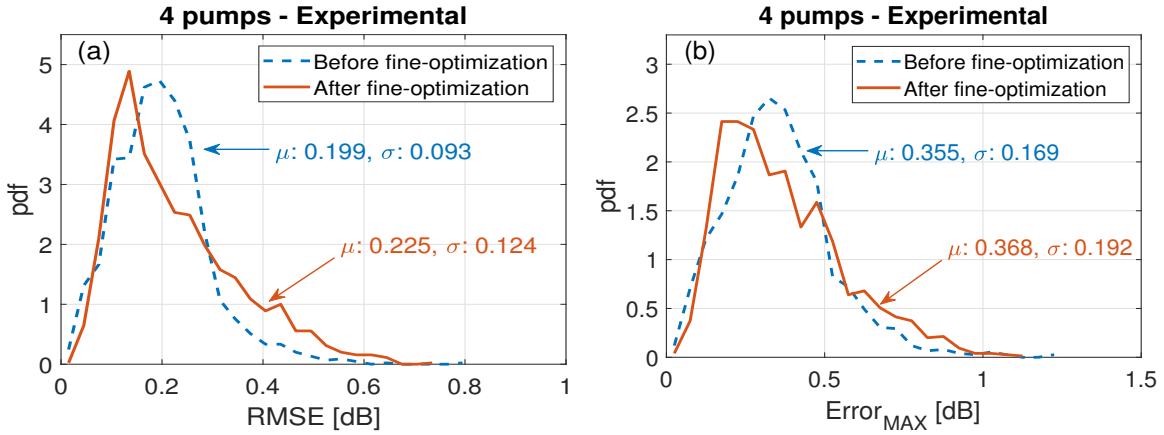 4 pumps - Experimental
(a)
Before fine-optimization
After fine-optimization
μ: 0.199, σ: 0.093
μ: 0.225, σ: 0.124
pdf
5
4
3
2
1
0
0 0.2 0.4 0.6 0.8 1
RMSE [dB]
4 pumps - Experimental
(b)
Before fine-optimization
After fine-optimization
μ: 0.355, σ: 0.169
μ: 0.368, σ: 0.192
pdf
3
2.5
2
1.5
1
0.5
0
0 0.5 1 1.5
Error_MAX [dB]